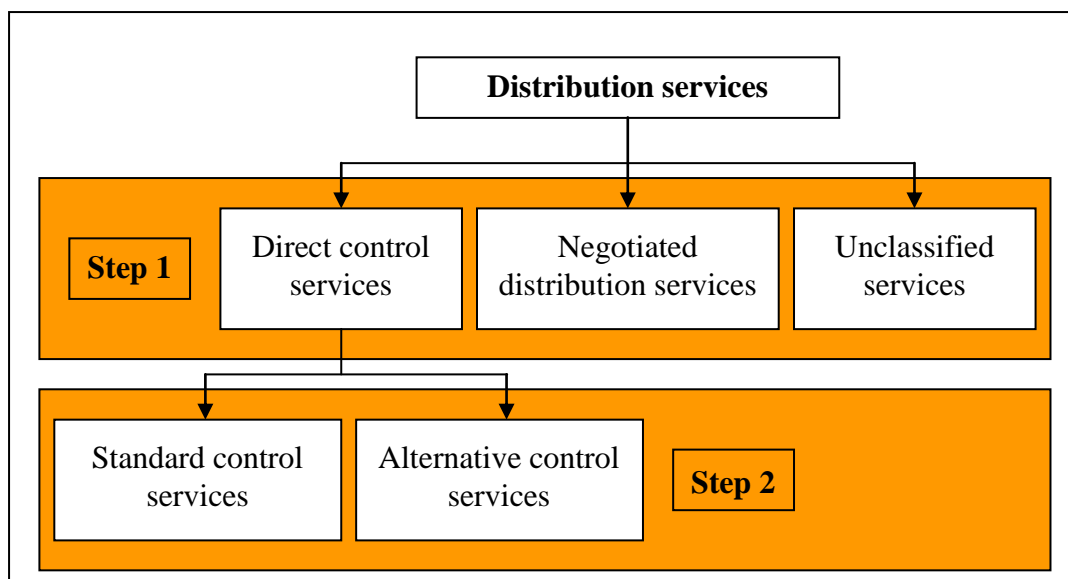 Distribution services
Step 1
Direct control
services
Negotiated
distribution services
Unclassified
services
Standard control
services
Alternative control
services
Step 2